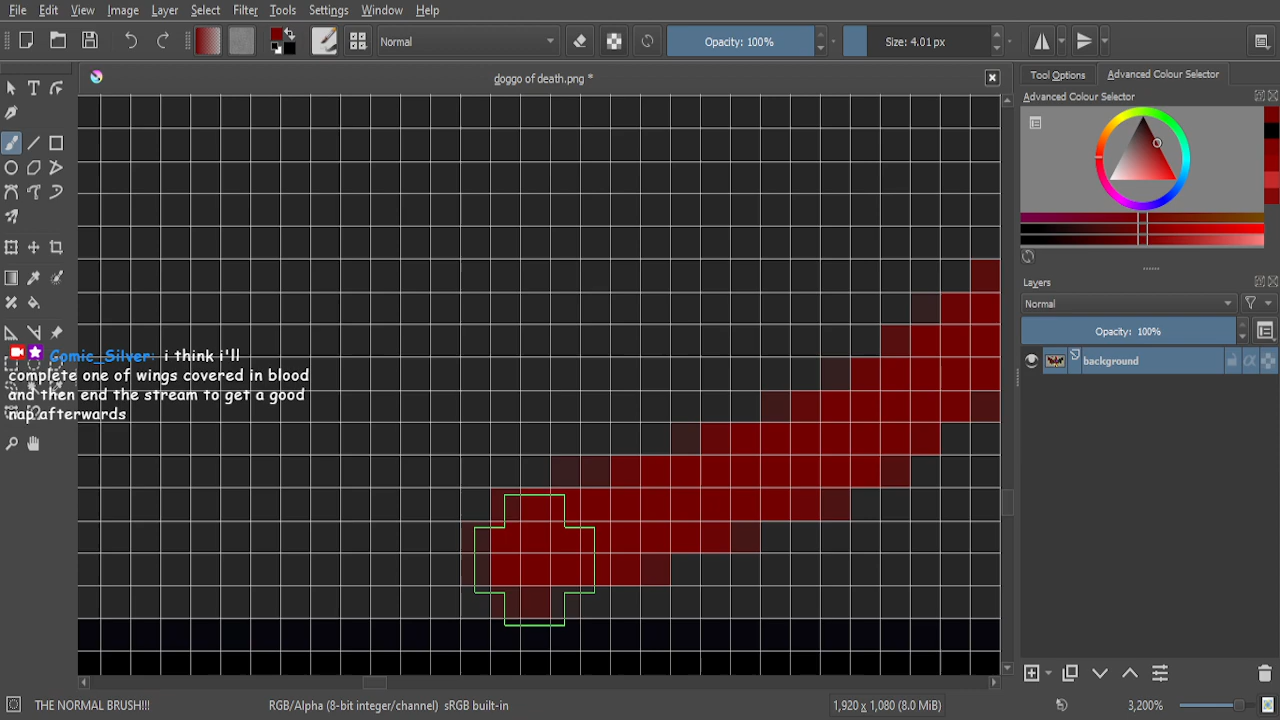 File Edit View Image Layer Select Filter Tools Settings Window Help
Normal
Opacity: 100%
Size: 4.01 px
doggo of death.png *
Tool Options
Advanced Colour Selector
Advanced Colour Selector
Layers
Normal
Opacity: 100%
background
Comic_Silver: i think i'll
complete one of wings covered in blood
and then end the stream to get a good
nap afterwards
THE NORMAL BRUSH!!!
RGB/Alpha (8-bit integer/channel) sRGB built-in
1,920 x 1,080 (8.0 MiB)
3,200%